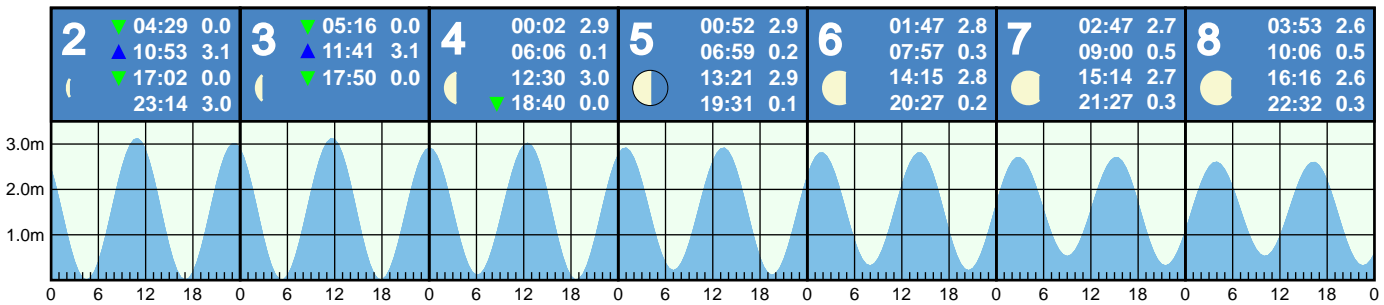 2 ▼ 04:29 0.0
▲ 10:53 3.1
▼ 17:02 0.0
23:14 3.0
3 ▼ 05:16 0.0
▲ 11:41 3.1
▼ 17:50 0.0
4 00:02 2.9
06:06 0.1
12:30 3.0
▼ 18:40 0.0
5 00:52 2.9
06:59 0.2
13:21 2.9
19:31 0.1
6 01:47 2.8
07:57 0.3
14:15 2.8
20:27 0.2
7 02:47 2.7
09:00 0.5
15:14 2.7
21:27 0.3
8 03:53 2.6
10:06 0.5
16:16 2.6
22:32 0.3
3.0m
2.0m
1.0m
0 6 12 18 0 6 12 18 0 6 12 18 0 6 12 18 0 6 12 18 0 6 12 18 0 6 12 18 0